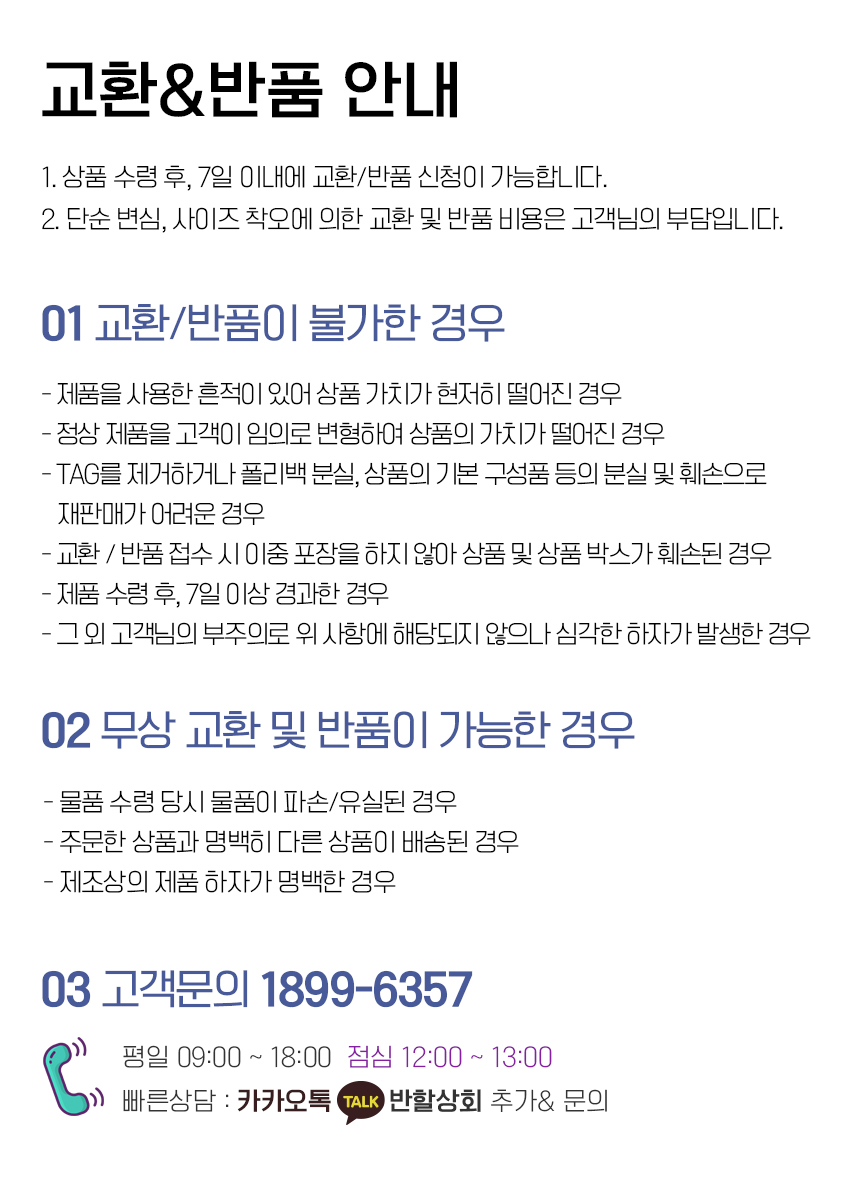 교환&반품 안내
1. 상품 수령 후, 7일 이내에 교환/반품 신청이 가능합니다.
2. 단순 변심, 사이즈 착오에 의한 교환 및 반품 비용은 고객님의 부담입니다.
01 교환/반품이 불가한 경우
- 제품을 사용한 흔적이 있어 상품 가치가 현저히 떨어진 경우
- 정상 제품을 고객이 임의로 변형하여 상품의 가치가 떨어진 경우
- TAG를 제거하거나 폴리백 분실, 상품의 기본 구성품 등의 분실 및 훼손으로
재판매가 어려운 경우
- 교환 / 반품 접수 시 이중 포장을 하지 않아 상품 및 상품 박스가 훼손된 경우
- 제품 수령 후, 7일 이상 경과한 경우
- 그 외 고객님의 부주의로 위 사항에 해당되지 않으나 심각한 하자가 발생한 경우
02 무상 교환 및 반품이 가능한 경우
- 물품 수령 당시 물품이 파손/유실된 경우
- 주문한 상품과 명백히 다른 상품이 배송된 경우
- 제조상의 제품 하자가 명백한 경우
03 고객문의 1899-6357
평일 09:00 ~ 18:00 점심 12:00 ~ 13:00
빠른상담 : 카카오톡 TALK 반할상회 추가& 문의